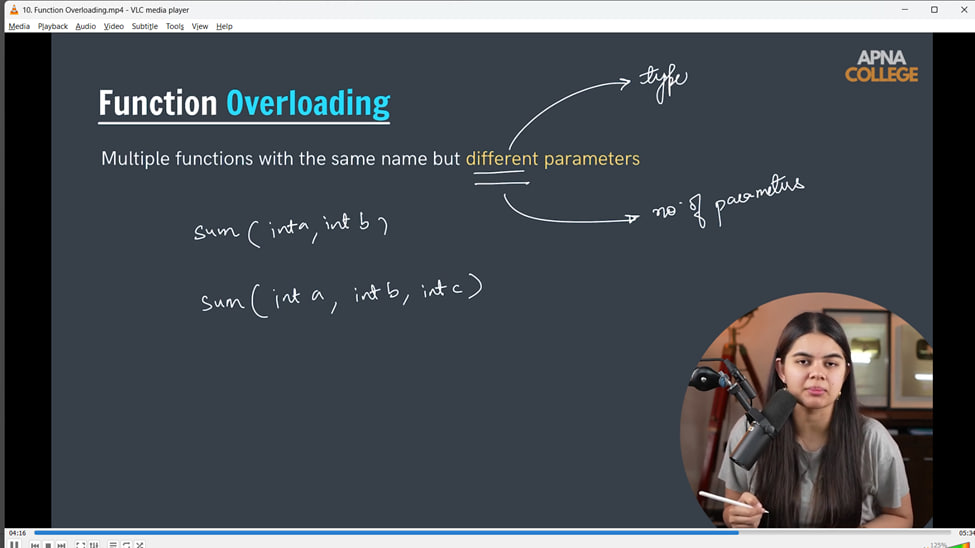 10. Function Overloading.mp4 - VLC media player
Media Playback Audio Video Subtitle Tools View Help
APNA
COLLEGE
type
Function Overloading
Multiple functions with the same name but different parameters
no. of parameters
sum ( int a, int b )
sum ( int a, int b, int c )
04:16
05:34
125%